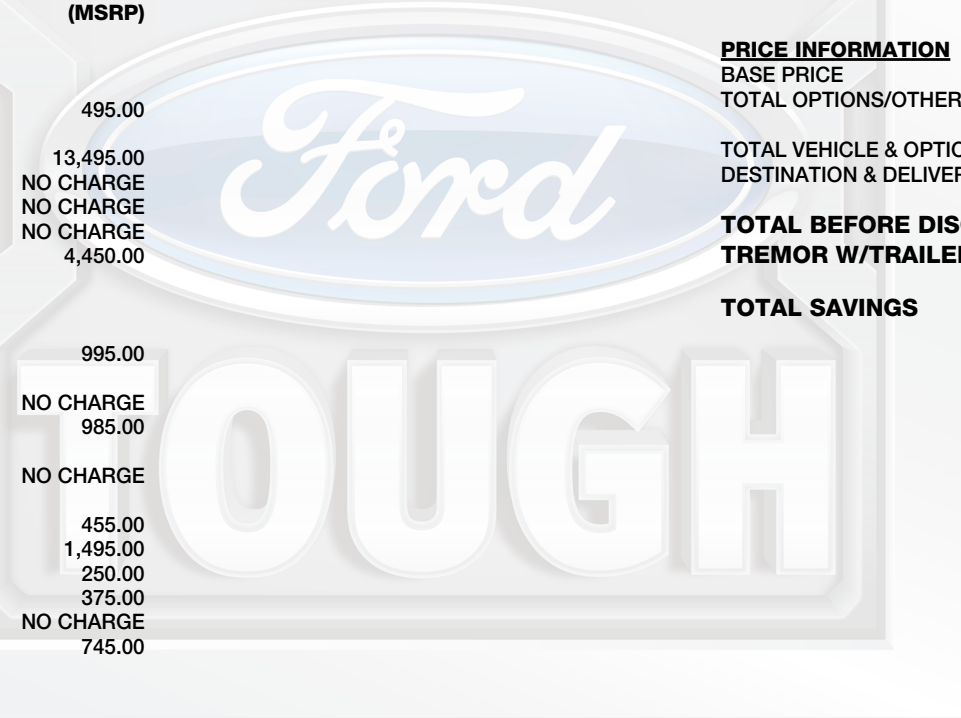 (MSRP)
495.00
13,495.00
NO CHARGE
NO CHARGE
NO CHARGE
4,450.00
995.00
NO CHARGE
985.00
NO CHARGE
455.00
1,495.00
250.00
375.00
NO CHARGE
745.00
PRICE INFORMATION
BASE PRICE
TOTAL OPTIONS/OTHER
TOTAL VEHICLE & OPTIO
DESTINATION & DELIVER
TOTAL BEFORE DIS
TREMOR W/TRAILE
TOTAL SAVINGS
Ford
TOUGH